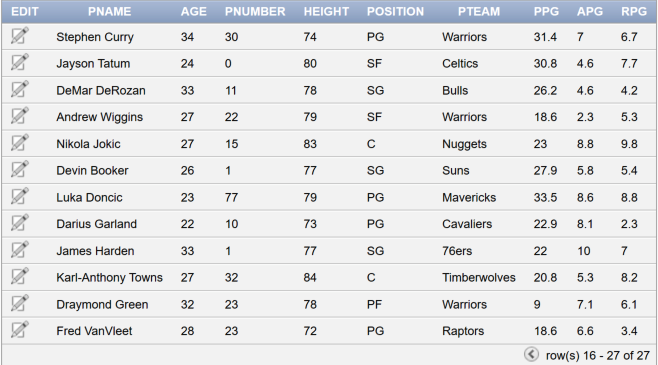 EDIT PNAME AGE PNUMBER HEIGHT POSITION PTEAM PPG APG RPG
Stephen Curry 34 30 74 PG Warriors 31.4 7 6.7
Jayson Tatum 24 0 80 SF Celtics 30.8 4.6 7.7
DeMar DeRozan 33 11 78 SG Bulls 26.2 4.6 4.2
Andrew Wiggins 27 22 79 SF Warriors 18.6 2.3 5.3
Nikola Jokic 27 15 83 C Nuggets 23 8.8 9.8
Devin Booker 26 1 77 SG Suns 27.9 5.8 5.4
Luka Doncic 23 77 79 PG Mavericks 33.5 8.6 8.8
Darius Garland 22 10 73 PG Cavaliers 22.9 8.1 2.3
James Harden 33 1 77 SG 76ers 22 10 7
Karl-Anthony Towns 27 32 84 C Timberwolves 20.8 5.3 8.2
Draymond Green 32 23 78 PF Warriors 9 7.1 6.1
Fred VanVleet 28 23 72 PG Raptors 18.6 6.6 3.4
row(s) 16 - 27 of 27